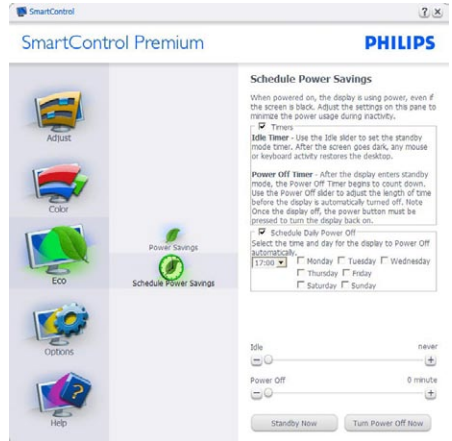 SmartControl
SmartControl Premium
PHILIPS
Adjust
Color
Eco
Options
Help
Power Savings
Schedule Power Savings
Schedule Power Savings
When powered on, the display is using power, even if
the screen is black. Adjust the settings on this pane to
minimize the power usage during inactivity.
Timers
Idle Timer - Use the Idle slider to set the standby
mode timer. After the screen goes dark, any mouse
or keyboard activity restores the desktop.
Power Off Timer - After the display enters standby
mode, the Power Off Timer begins to count down.
Use the Power Off slider to adjust the length of time
before the display is automatically turned off. Note
Once the display off, the power button must be
pressed to turn the display back on.
Schedule Daily Power Off
Select the time and day for the display to Power Off
automatically.
17:00 Monday Tuesday Wednesday
Thursday Friday
Saturday Sunday
Idle never
Power Off 0 minute
Standby Now Turn Power Off Now